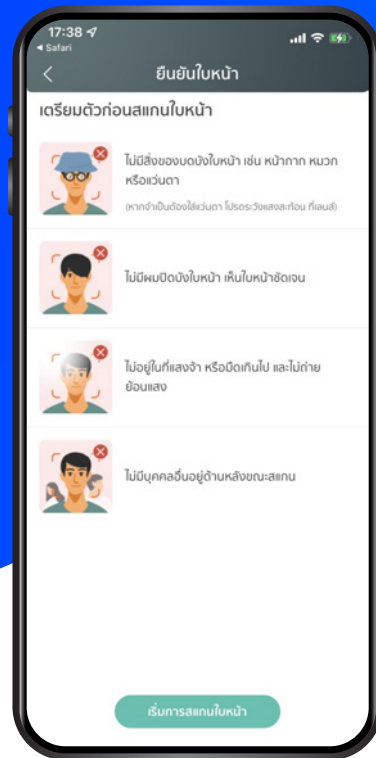 17:38
◄ Safari
ยืนยันใบหน้า
เตรียมตัวก่อนสแกนใบหน้า
ไม่มีสิ่งของบดบังใบหน้า เช่น หน้ากาก หมวก
หรือแว่นตา
(หากจำเป็นต้องใส่แว่นตา โปรดระวังแสงสะท้อน ที่เลนส์)
ไม่มีผมปิดบังใบหน้า เห็นใบหน้าชัดเจน
ไม่อยู่ในที่แสงจ้า หรือมืดเกินไป และไม่ถ่าย
ย้อนแสง
ไม่มีบุคคลอื่นอยู่ด้านหลังขณะสแกน
เริ่มการสแกนใบหน้า